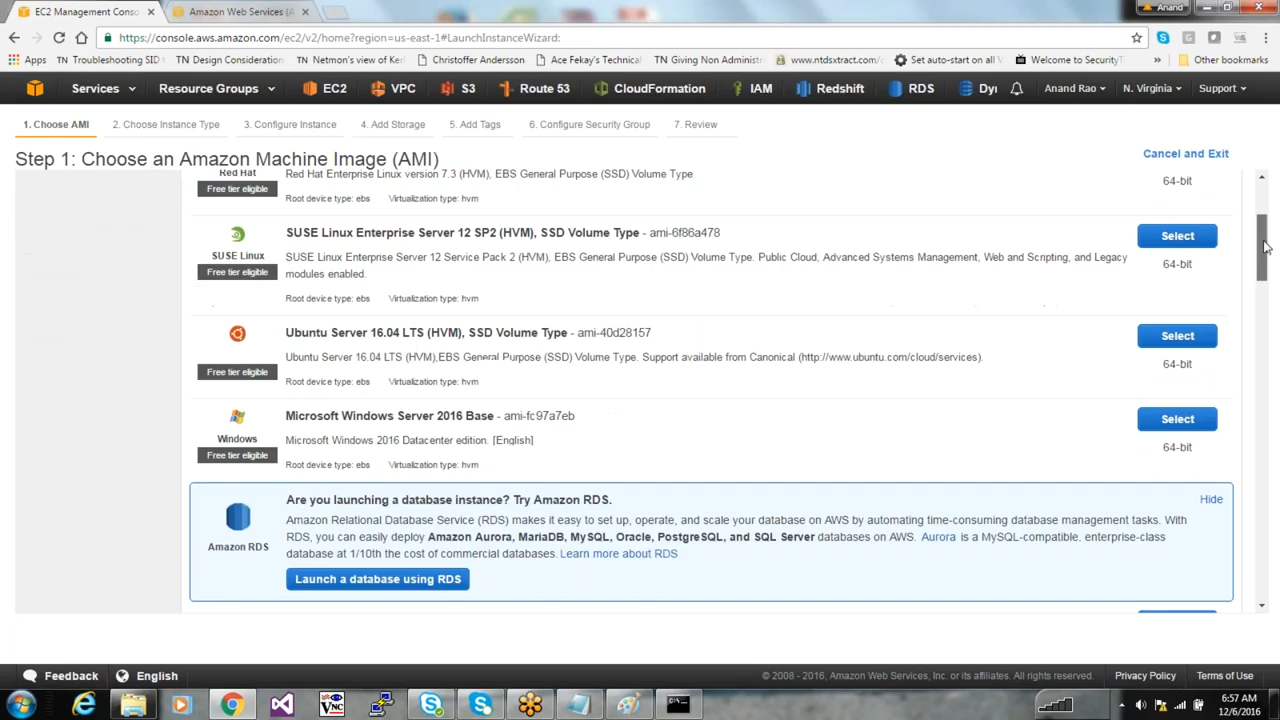 EC2 Management Conso
Amazon Web Services (A
Anand
https://console.aws.amazon.com/ec2/v2/home?region=us-east-1#LaunchInstanceWizard:
Apps
TN Troubleshooting SID
TN Design Consideration
TN Netmon's view of Ker
Christoffer Andersson
Ace Fekay's Technical
TN Giving Non Administr
www.ntdsxtract.com/
Set auto-start on all V
Welcome to SecurityT
»
Other bookmarks
Services
Resource Groups
EC2
VPC
S3
Route 53
CloudFormation
IAM
Redshift
RDS
Dyı
Anand Rao
N. Virginia
Support
1. Choose AMI
2. Choose Instance Type
3. Configure Instance
4. Add Storage
5. Add Tags
6. Configure Security Group
7. Review
Step 1: Choose an Amazon Machine Image (AMI)
Cancel and Exit
Red Hat
Free tier eligible
Red Hat Enterprise Linux version 7.3 (HVM), EBS General Purpose (SSD) Volume Type
Root device type: ebs Virtualization type: hvm
64-bit
SUSE Linux
Free tier eligible
SUSE Linux Enterprise Server 12 SP2 (HVM), SSD Volume Type - ami-6f86a478
SUSE Linux Enterprise Server 12 Service Pack 2 (HVM), EBS General Purpose (SSD) Volume Type. Public Cloud, Advanced Systems Management, Web and Scripting, and Legacy
modules enabled.
Root device type: ebs Virtualization type: hvm
Select
64-bit
Free tier eligible
Ubuntu Server 16.04 LTS (HVM), SSD Volume Type - ami-40d28157
Ubuntu Server 16.04 LTS (HVM),EBS General Purpose (SSD) Volume Type. Support available from Canonical (http://www.ubuntu.com/cloud/services).
Root device type: ebs Virtualization type: hvm
Select
64-bit
Windows
Free tier eligible
Microsoft Windows Server 2016 Base - ami-fc97a7eb
Microsoft Windows 2016 Datacenter edition. [English]
Root device type: ebs Virtualization type: hvm
Select
64-bit
Amazon RDS
Are you launching a database instance? Try Amazon RDS.
Hide
Amazon Relational Database Service (RDS) makes it easy to set up, operate, and scale your database on AWS by automating time-consuming database management tasks. With
RDS, you can easily deploy Amazon Aurora, MariaDB, MySQL, Oracle, PostgreSQL, and SQL Server databases on AWS. Aurora is a MySQL-compatible, enterprise-class
database at 1/10th the cost of commercial databases. Learn more about RDS
Launch a database using RDS
Feedback
English
© 2008 - 2016, Amazon Web Services, Inc. or its affiliates. All rights reserved.
Privacy Policy
Terms of Use
VNC
6:57 AM
12/6/2016